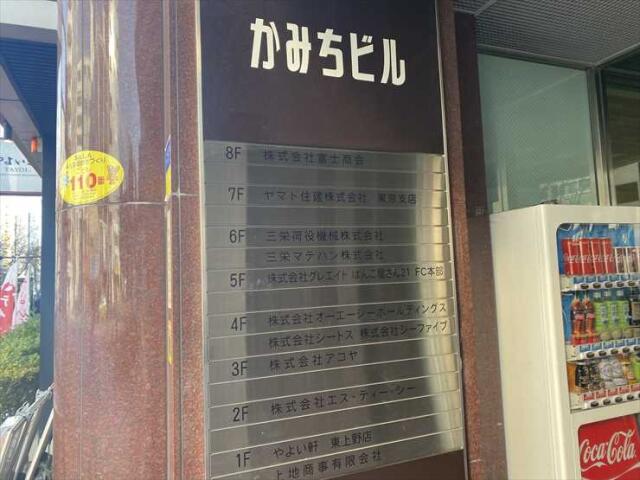 かみちビル
8F 株式会社富士商会
7F ヤマト住建株式会社 東京支店
6F 三栄荷役機械株式会社
三栄マテハン株式会社
5F 株式会社グレエイト はんこ屋さん21 FC本部
4F 株式会社オーエーシーホールディングス
株式会社シートス 株式会社シーファイブ
3F 株式会社アコヤ
2F 株式会社エス・ティー・シー
1F やよい軒 東上野店
上地商事有限会社
110番
Coca-Cola